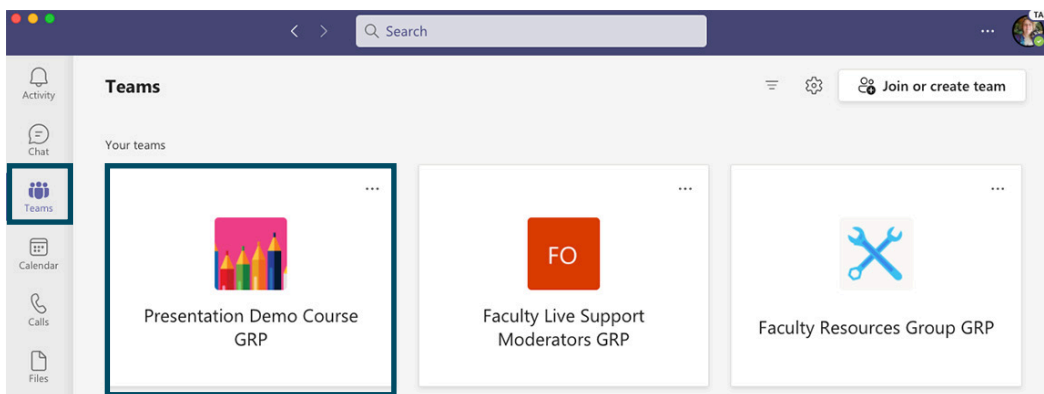 TA
Search
...
Activity
Teams
Join or create team
Chat
Your teams
Teams
...
...
...
FO
Calendar
Presentation Demo Course
GRP
Faculty Live Support
Moderators GRP
Faculty Resources Group GRP
Calls
Files